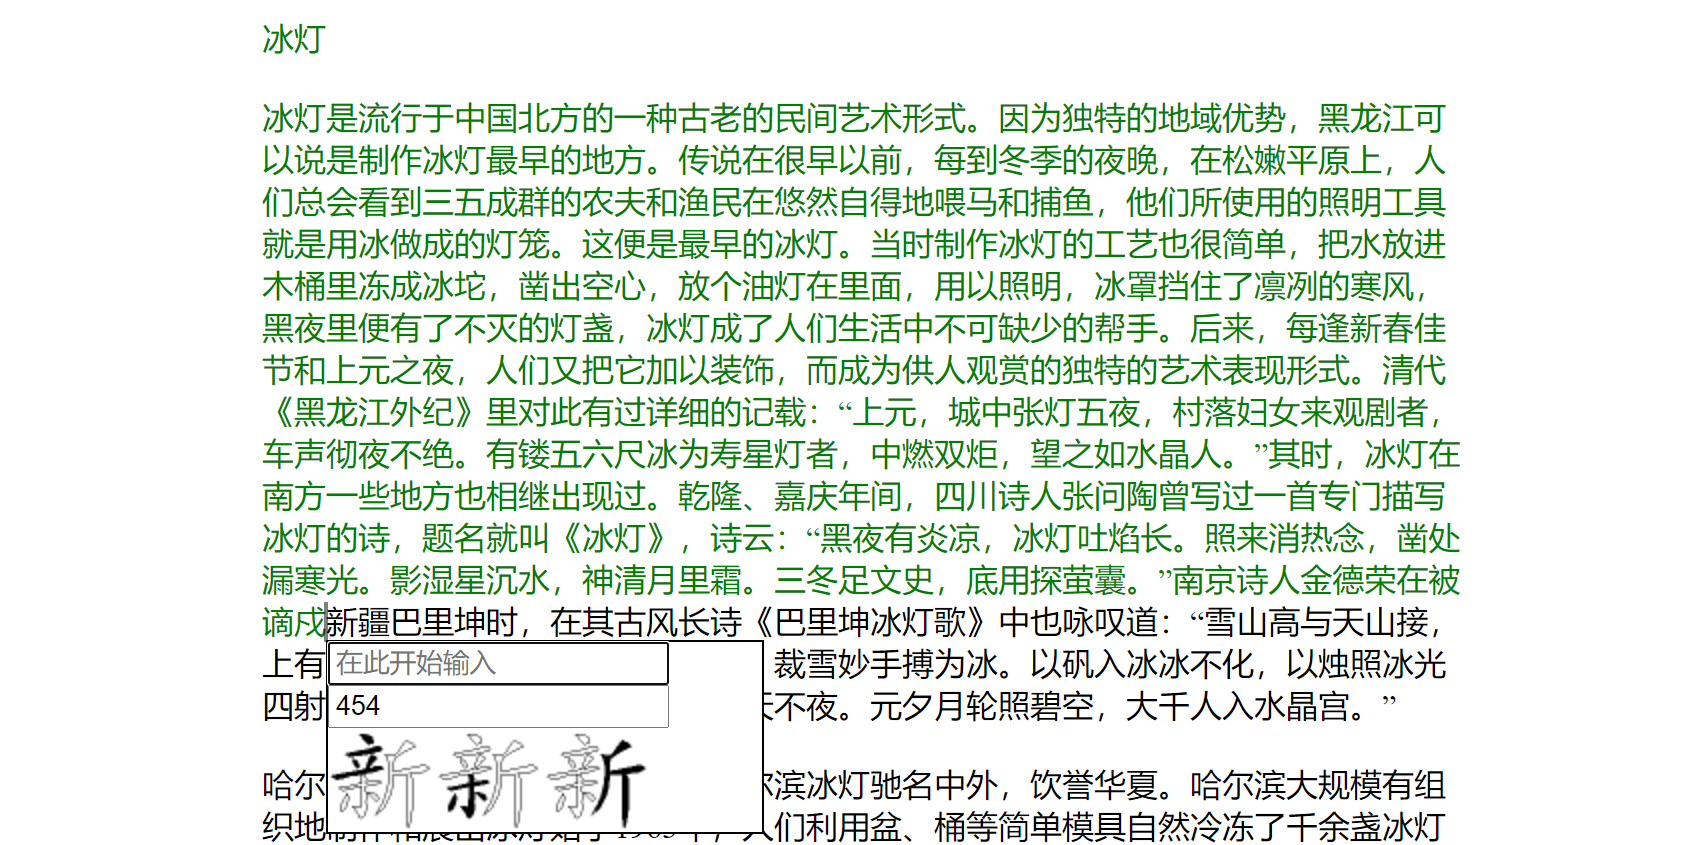 冰灯
冰灯是流行于中国北方的一种古老的民间艺术形式。因为独特的地域优势，黑龙江可
以说是制作冰灯最早的地方。传说在很早以前，每到冬季的夜晚，在松嫩平原上，人
们总会看到三五成群的农夫和渔民在悠然自得地喂马和捕鱼，他们所使用的照明工具
就是用冰做成的灯笼。这便是最早的冰灯。当时制作冰灯的工艺也很简单，把水放进
木桶里冻成冰坨，凿出空心，放个油灯在里面，用以照明，冰罩挡住了凛冽的寒风，
黑夜里便有了不灭的灯盏，冰灯成了人们生活中不可缺少的帮手。后来，每逢新春佳
节和上元之夜，人们又把它加以装饰，而成为供人观赏的独特的艺术表现形式。清代
《黑龙江外纪》里对此有过详细的记载：“上元，城中张灯五夜，村落妇女来观剧者，
车声彻夜不绝。有镂五六尺冰为寿星灯者，中燃双炬，望之如水晶人。”其时，冰灯在
南方一些地方也相继出现过。乾隆、嘉庆年间，四川诗人张问陶曾写过一首专门描写
冰灯的诗，题名就叫《冰灯》，诗云：“黑夜有炎凉，冰灯吐焰长。照来消热念，凿处
漏寒光。影湿星沉水，神清月里霜。三冬足文史，底用探萤囊。”南京诗人金德荣在被
谪戍新疆巴里坤时，在其古风长诗《巴里坤冰灯歌》中也咏叹道：“雪山高与天山接，
上有 裁雪妙手搏为冰。以矾入冰冰不化，以烛照冰光
四射 不夜。元夕月轮照碧空，大千人入水晶宫。”
在此开始输入
454
新 新 新
哈尔 滨冰灯驰名中外，饮誉华夏。哈尔滨大规模有组
织地 人们利用盆、桶等简单模具自然冷冻了千余盏冰灯